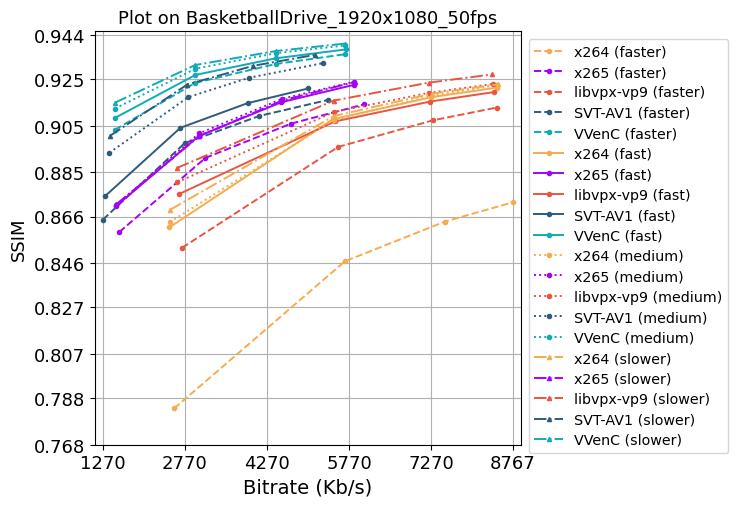 Plot on BasketballDrive_1920x1080_50fps
0.944
0.925
0.905
0.885
0.866
0.846
0.827
0.807
0.788
0.768
SSIM
1270 2770 4270 5770 7270 8767
Bitrate (Kb/s)
x264 (faster)
x265 (faster)
libvpx-vp9 (faster)
SVT-AV1 (faster)
VVenC (faster)
x264 (fast)
x265 (fast)
libvpx-vp9 (fast)
SVT-AV1 (fast)
VVenC (fast)
x264 (medium)
x265 (medium)
libvpx-vp9 (medium)
SVT-AV1 (medium)
VVenC (medium)
x264 (slower)
x265 (slower)
libvpx-vp9 (slower)
SVT-AV1 (slower)
VVenC (slower)